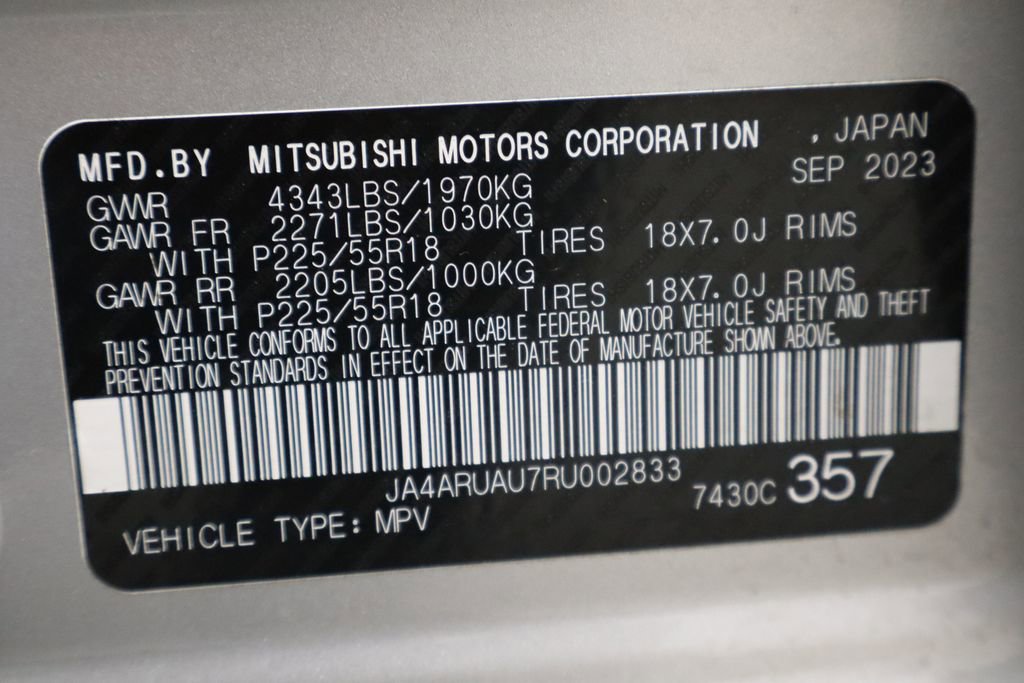 MFD.BY MITSUBISHI MOTORS CORPORATION , JAPAN
SEP 2023
GWWR 4343LBS/1970KG
GAWR FR 2271LBS/1030KG
WITH P225/55R18 TIRES 18X7.0J RIMS
GAWR RR 2205LBS/1000KG
WITH P225/55R18 TIRES 18X7.0J RIMS
THIS VEHICLE CONFORMS TO ALL APPLICABLE FEDERAL MOTOR VEHICLE SAFETY AND THEFT
PREVENTION STANDARDS IN EFFECT ON THE DATE OF MANUFACTURE SHOWN ABOVE.
JA4ARUAU7RU002833
7430C 357
VEHICLE TYPE: MPV